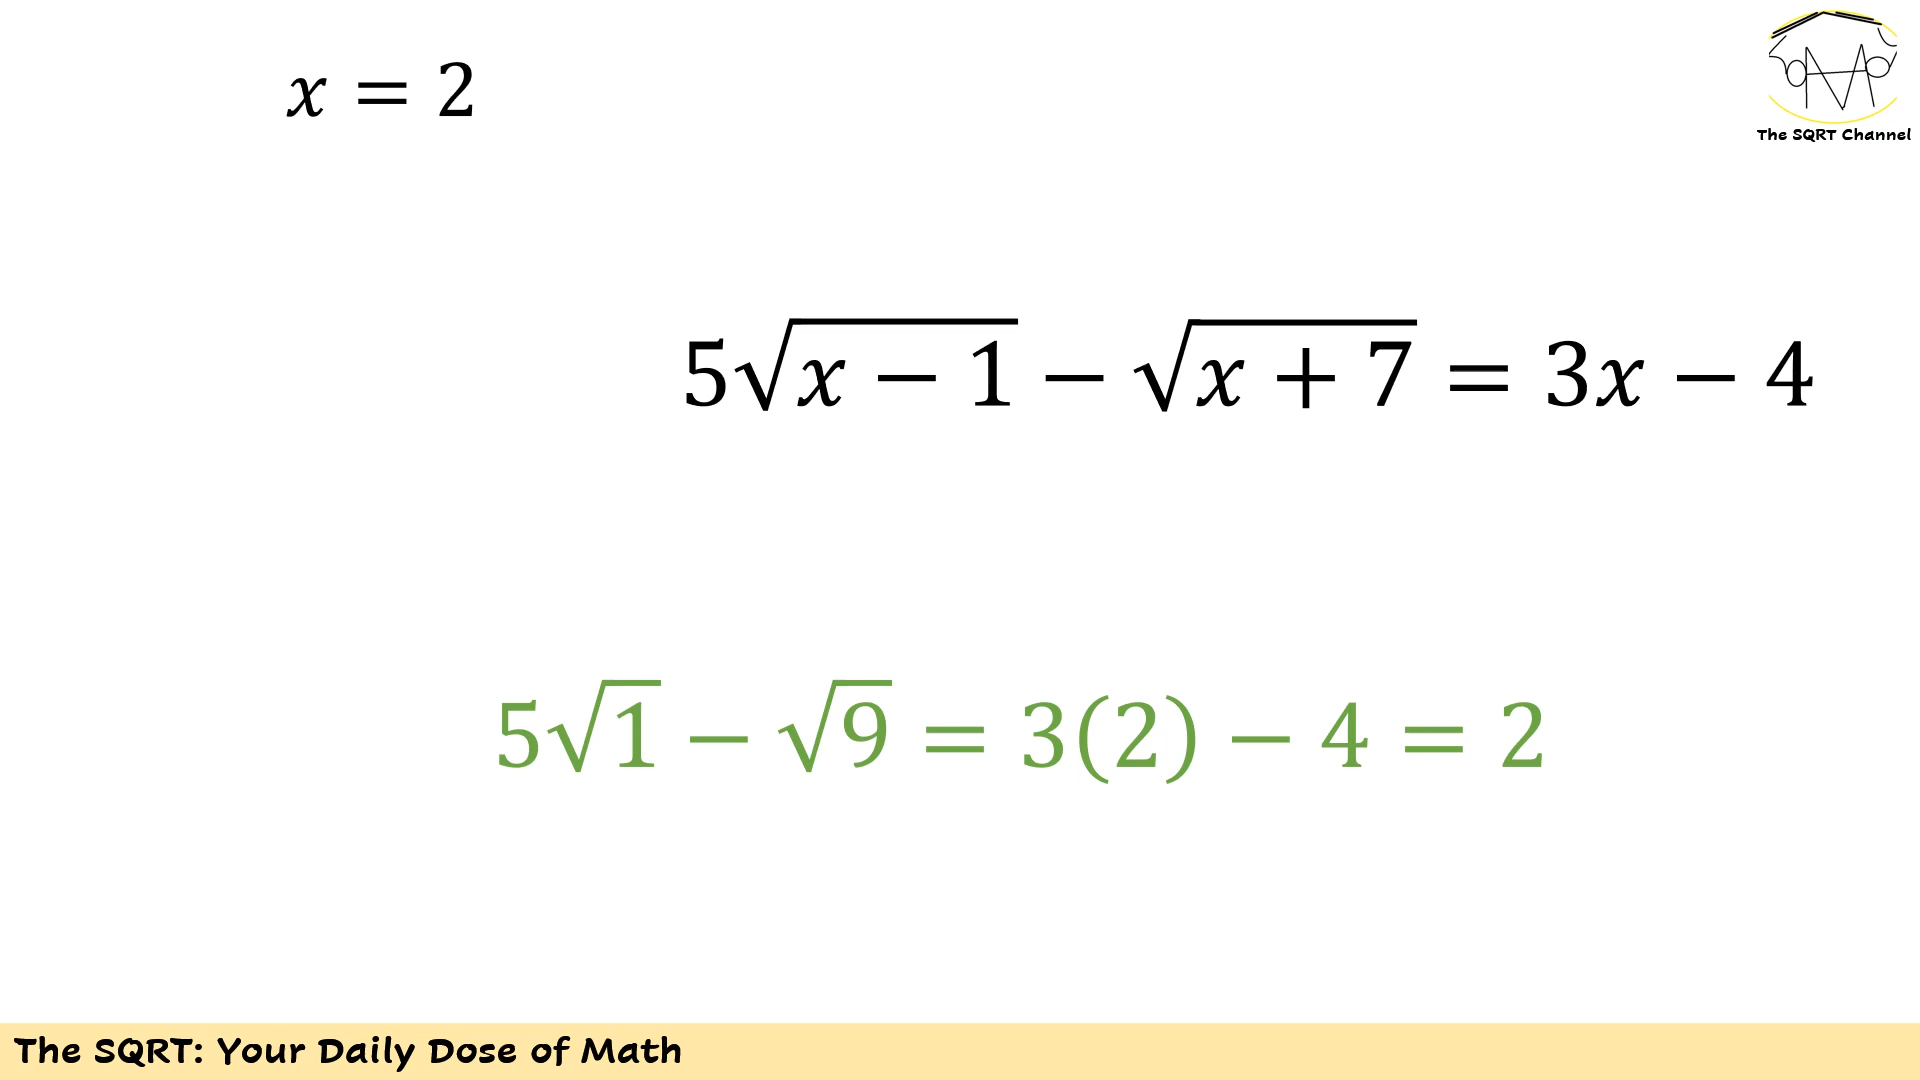 x = 2
The SQRT Channel
5√(x − 1) − √(x + 7) = 3x − 4
5√1 − √9 = 3(2) − 4 = 2
The SQRT: Your Daily Dose of Math